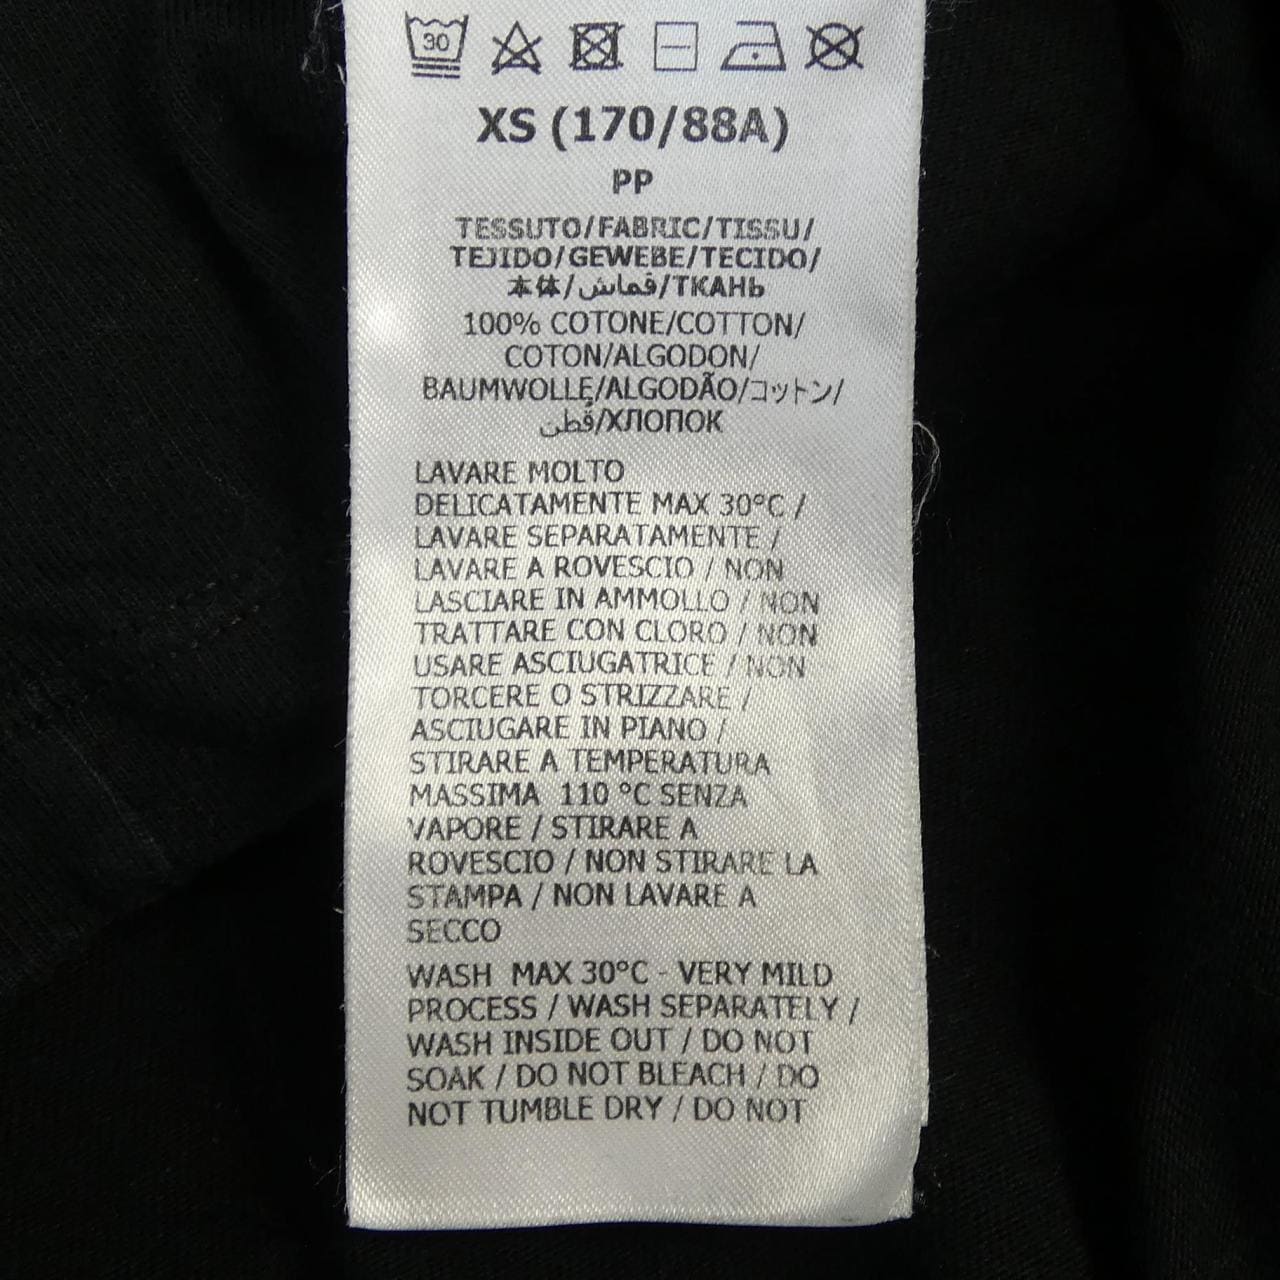 30
XS (170/88A)
PP
TESSUTO/FABRIC/TISSU/
TEJIDO/GEWEBE/TECIDO/
本体/قماش/ТКАНЬ
100% COTONE/COTTON/
COTON/ALGODON/
BAUMWOLLE/ALGODÃO/コットン/
قطن/ХЛОПОК
LAVARE MOLTO
DELICATAMENTE MAX 30°C /
LAVARE SEPARATAMENTE /
LAVARE A ROVESCIO / NON
LASCIARE IN AMMOLLO / NON
TRATTARE CON CLORO / NON
USARE ASCIUGATRICE / NON
TORCERE O STRIZZARE /
ASCIUGARE IN PIANO /
STIRARE A TEMPERATURA
MASSIMA 110 °C SENZA
VAPORE / STIRARE A
ROVESCIO / NON STIRARE LA
STAMPA / NON LAVARE A
SECCO
WASH MAX 30°C - VERY MILD
PROCESS / WASH SEPARATELY /
WASH INSIDE OUT / DO NOT
SOAK / DO NOT BLEACH / DO
NOT TUMBLE DRY / DO NOT